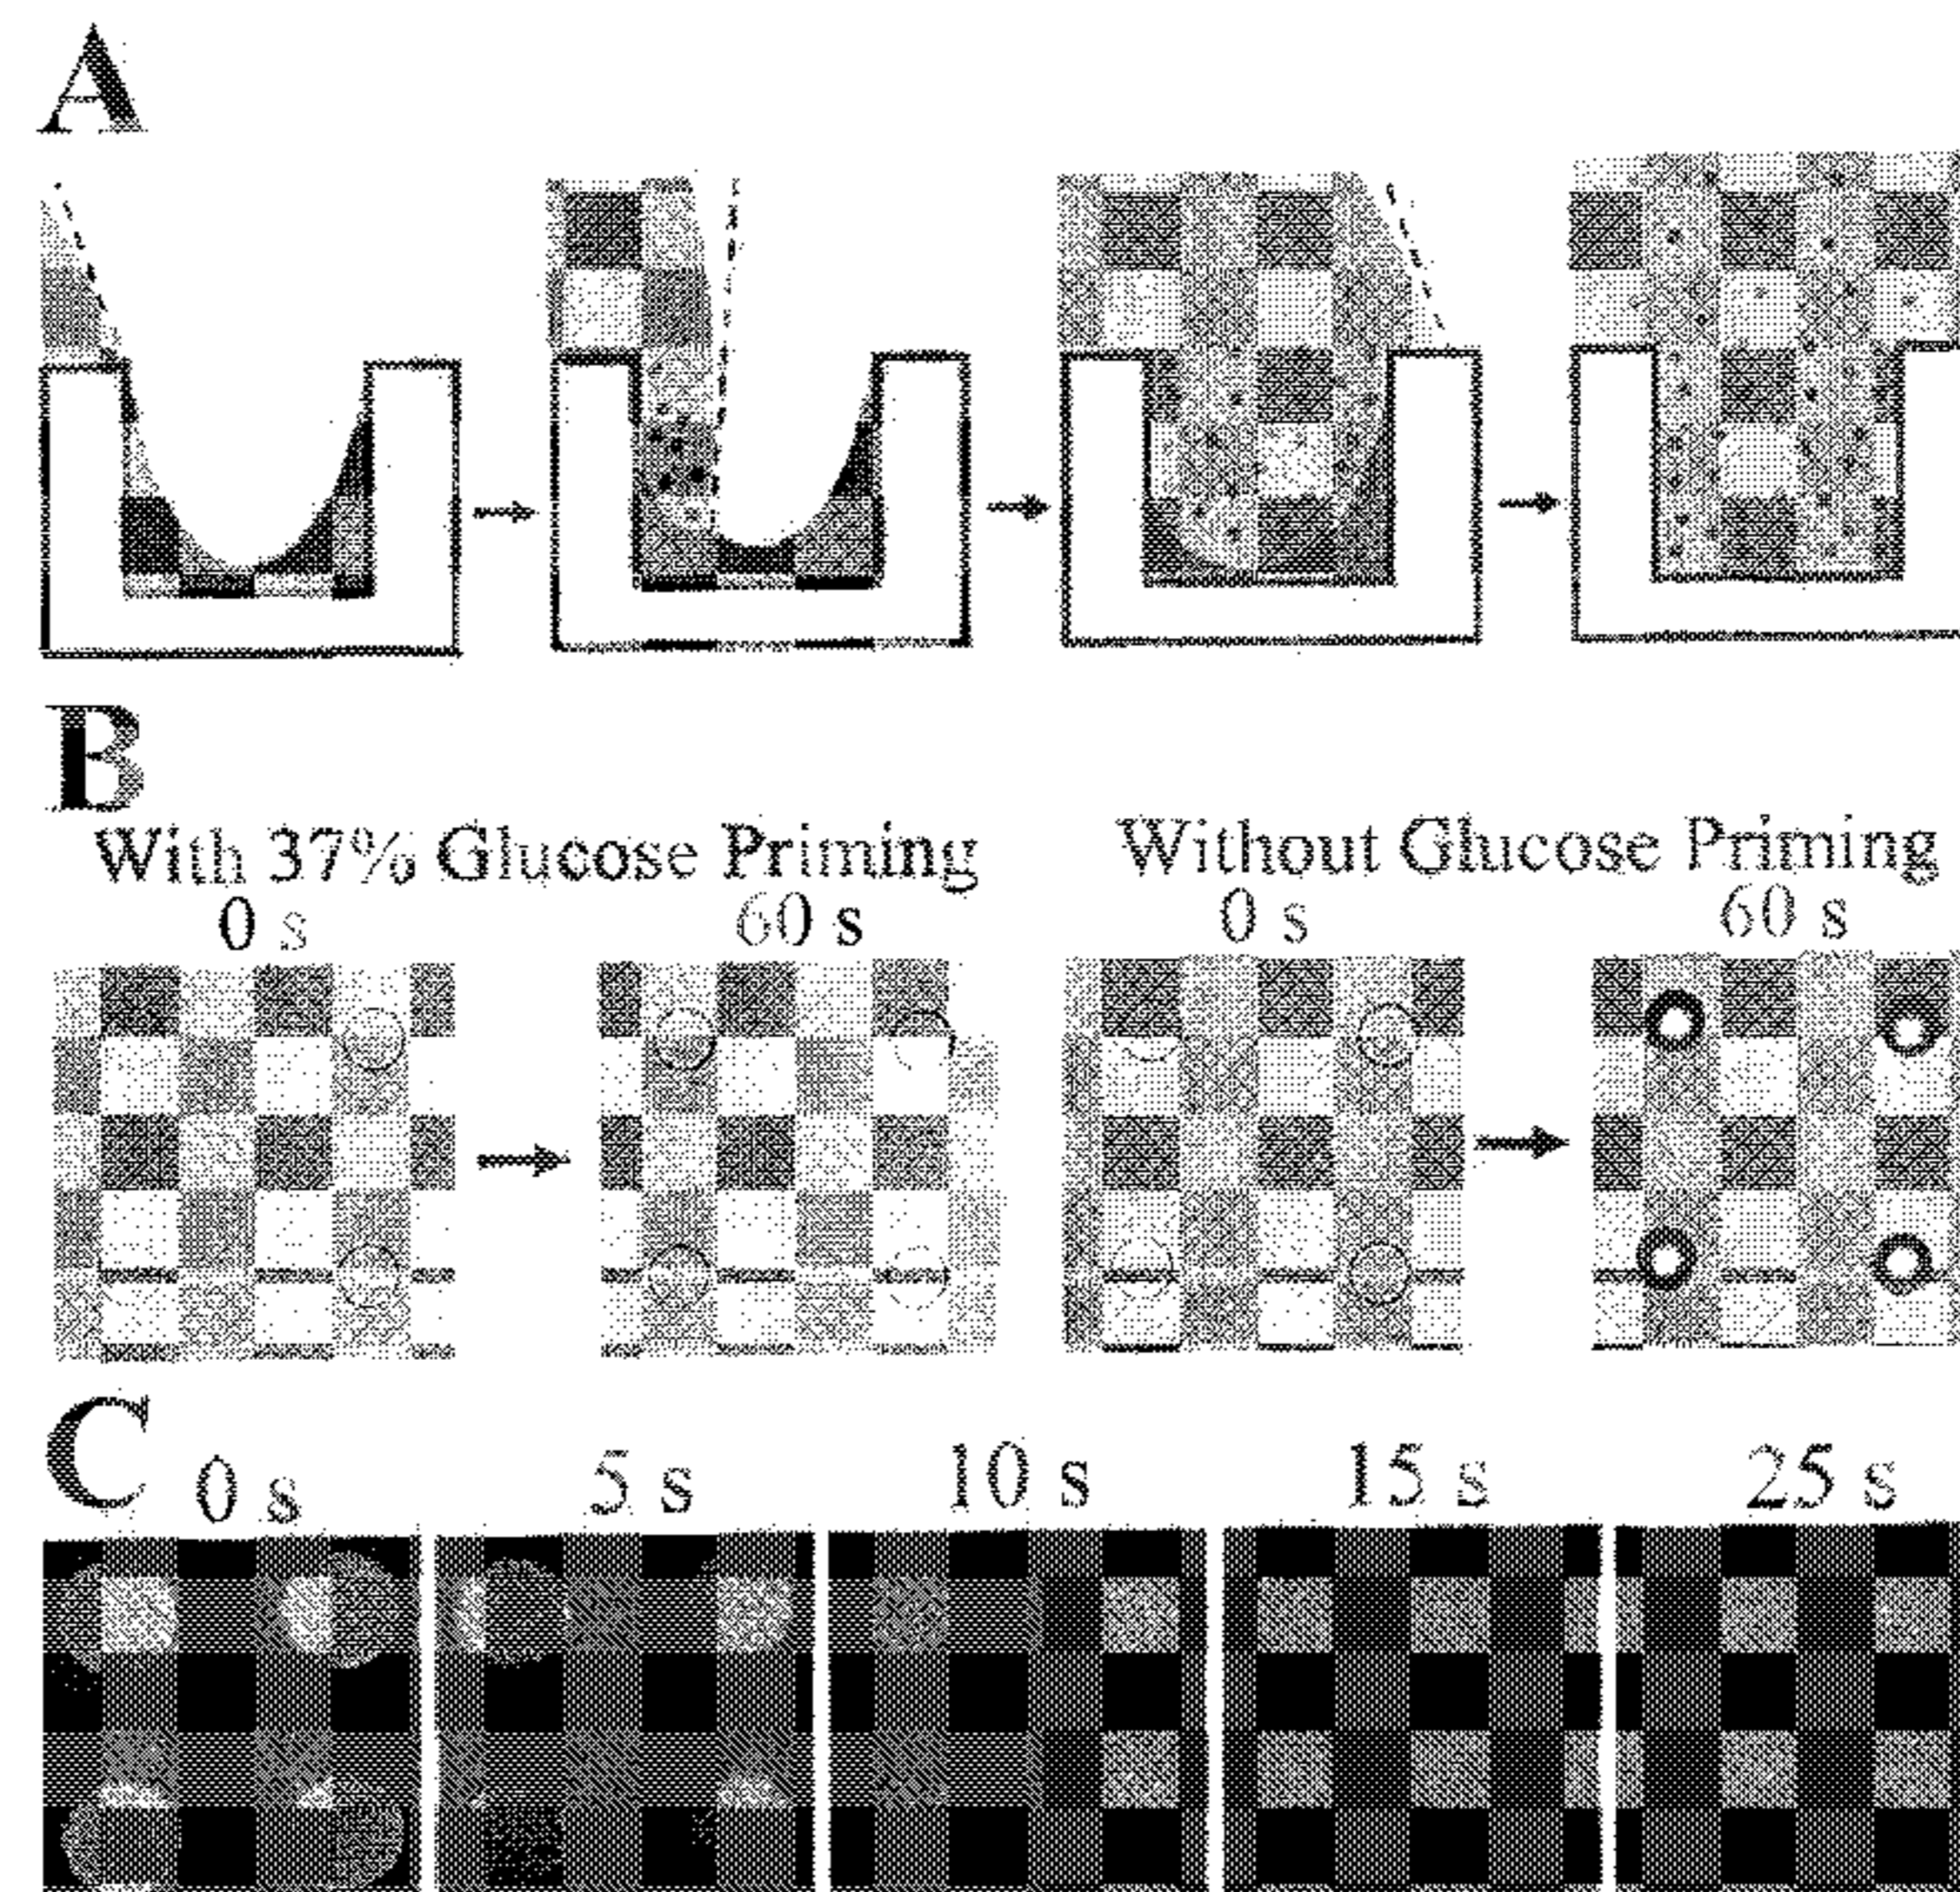 A
B
With 37% Glucose Priming Without Glucose Priming
0 s 60 s 0 s 60 s
C
0 s 5 s 10 s 15 s 25 s